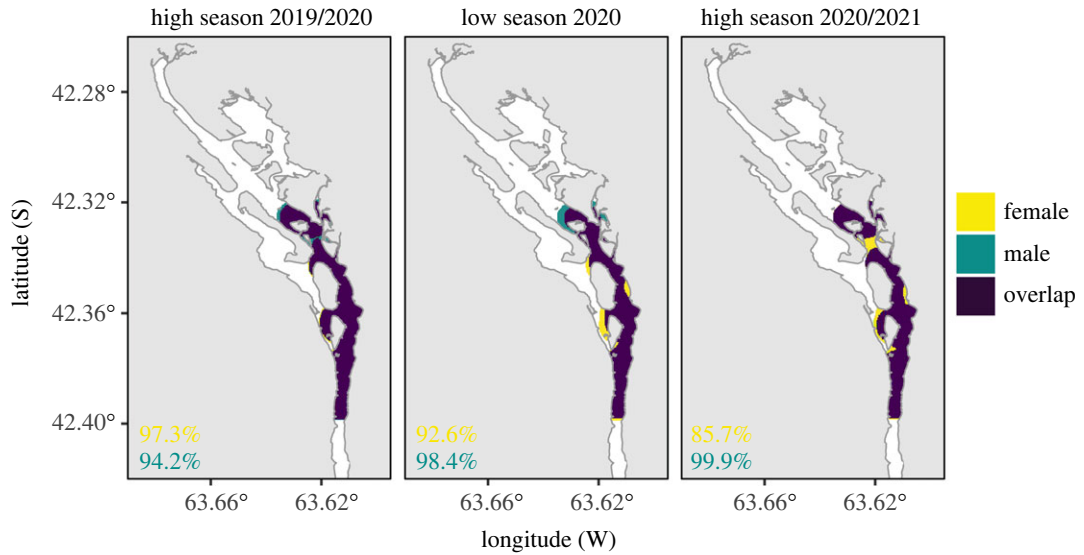 high season 2019/2020
low season 2020
high season 2020/2021
latitude (S)
42.28°
42.32°
42.36°
42.40°
97.3%
94.2%
92.6%
98.4%
85.7%
99.9%
63.66°
63.62°
63.66°
63.62°
63.66°
63.62°
longitude (W)
female
male
overlap